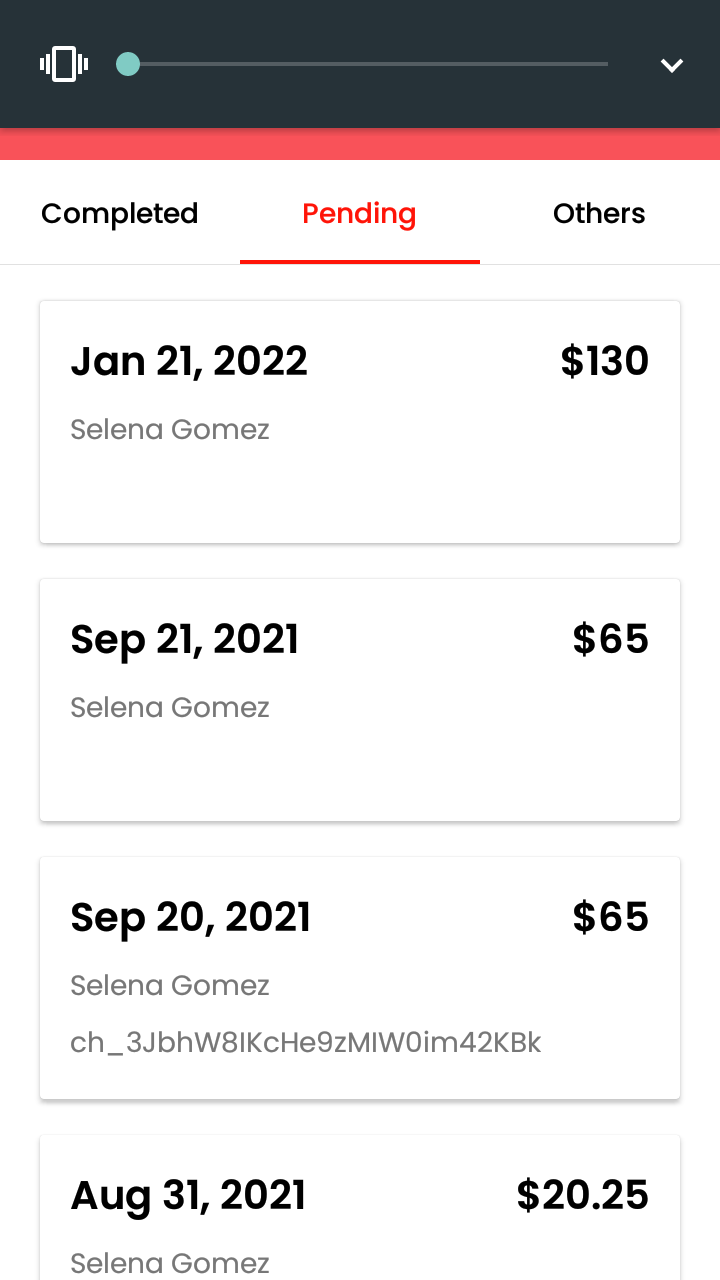 Completed Pending Others
Jan 21, 2022 $130
Selena Gomez
Sep 21, 2021 $65
Selena Gomez
Sep 20, 2021 $65
Selena Gomez
ch_3JbhW8IKcHe9zMIW0im42KBk
Aug 31, 2021 $20.25
Selena Gomez